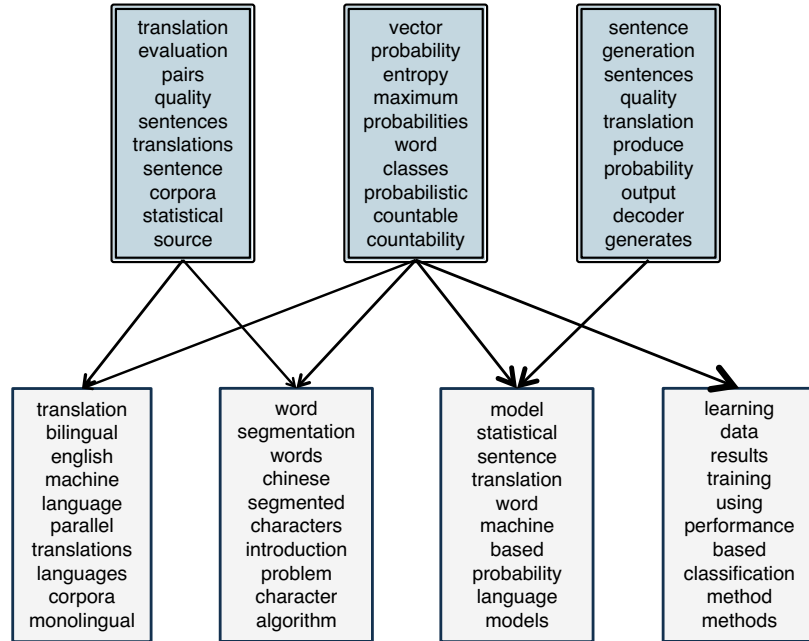 translation
evaluation
pairs
quality
sentences
translations
sentence
corpora
statistical
source
vector
probability
entropy
maximum
probabilities
word
classes
probabilistic
countable
countability
sentence
generation
sentences
quality
translation
produce
probability
output
decoder
generates
translation
bilingual
english
machine
language
parallel
translations
languages
corpora
monolingual
word
segmentation
words
chinese
segmented
characters
introduction
problem
character
algorithm
model
statistical
sentence
translation
word
machine
based
probability
language
models
learning
data
results
training
using
performance
based
classification
method
methods